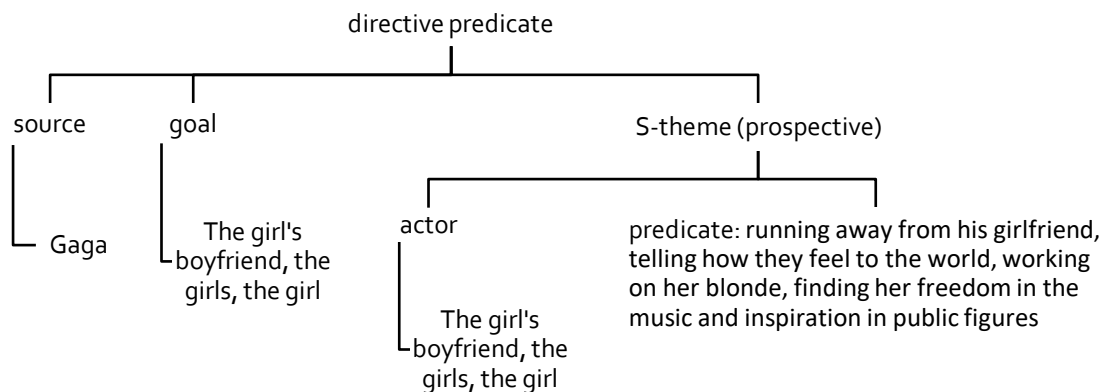 directive predicate
source
goal
S-theme (prospective)
Gaga
The girl's
boyfriend, the
girls, the girl
actor
The girl's
boyfriend, the
girls, the girl
predicate: running away from his girlfriend,
telling how they feel to the world, working
on her blonde, finding her freedom in the
music and inspiration in public figures